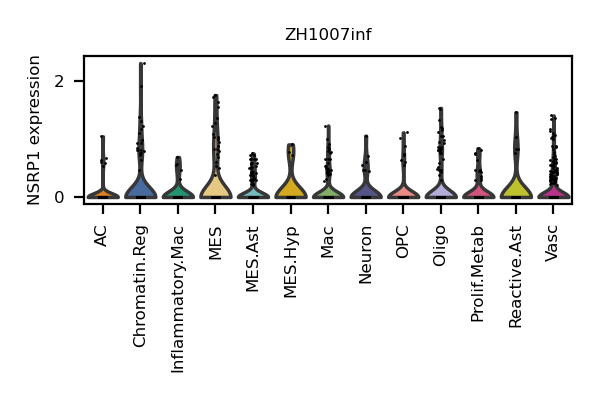 ZH1007inf
NSRP1 expression
2
0
AC
Chromatin.Reg
Inflammatory.Mac
MES
MES.Ast
MES.Hyp
Mac
Neuron
OPC
Oligo
Prolif.Metab
Reactive.Ast
Vasc